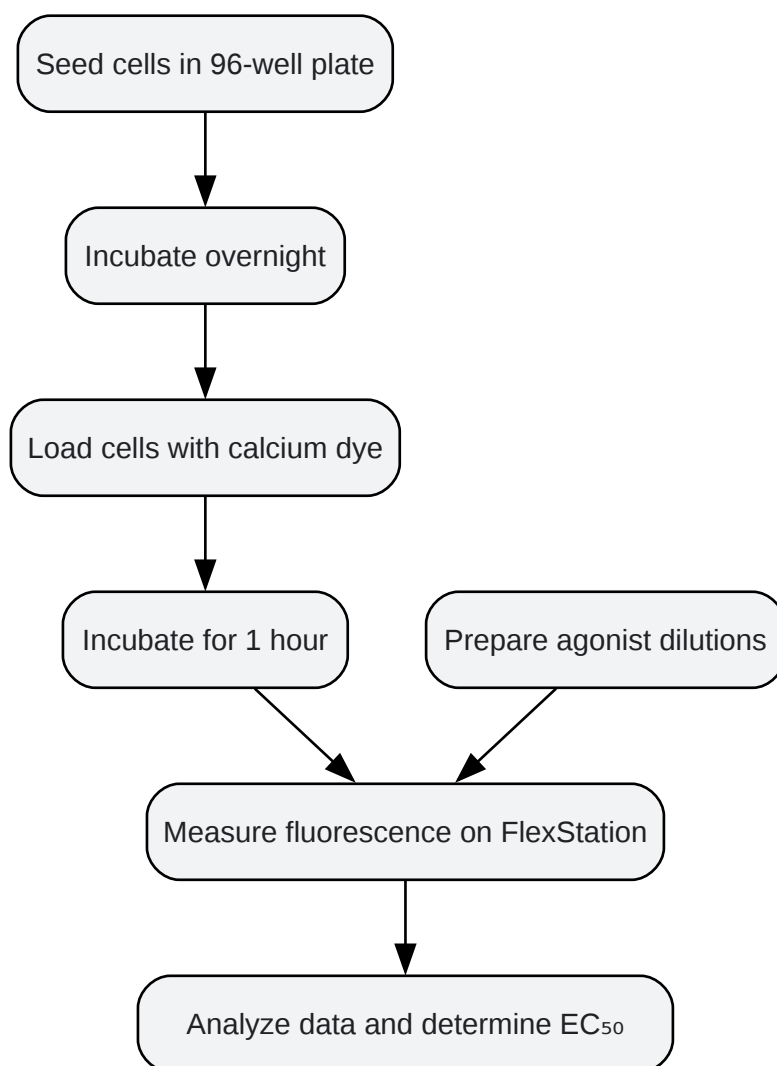 Seed cells in 96-well plate
Incubate overnight
Load cells with calcium dye
Incubate for 1 hour
Prepare agonist dilutions
Measure fluorescence on FlexStation
Analyze data and determine EC₅₀